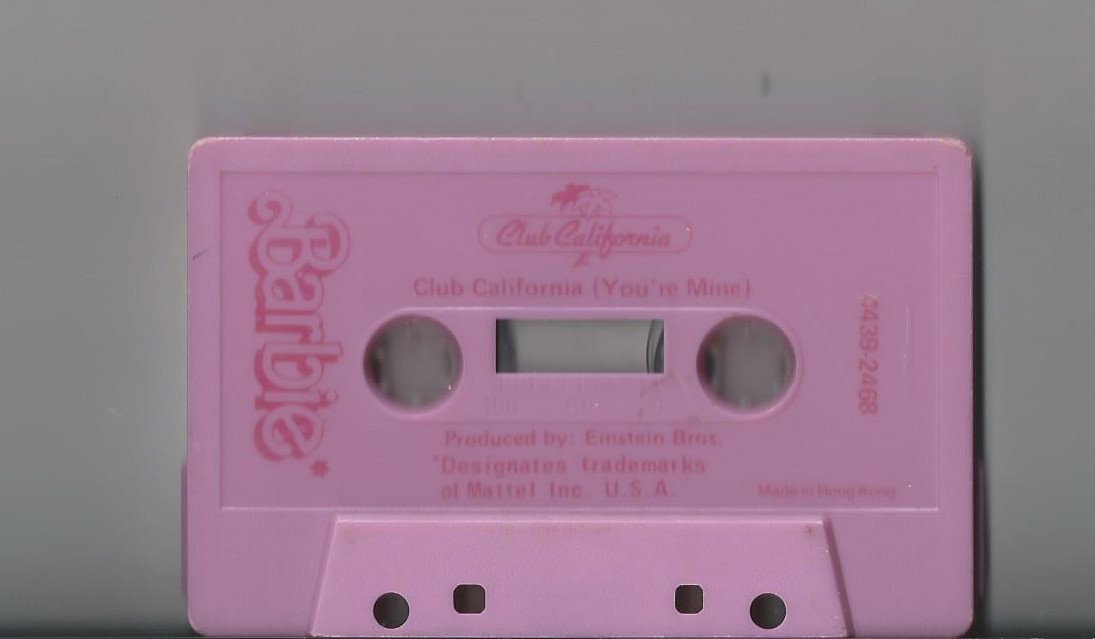 Barbie*
Club California
Club California (You're Mine)
4439-2468
Produced by: Einstein Bros.
*Designates trademarks
of Mattel Inc. U.S.A.
Made in Hong Kong